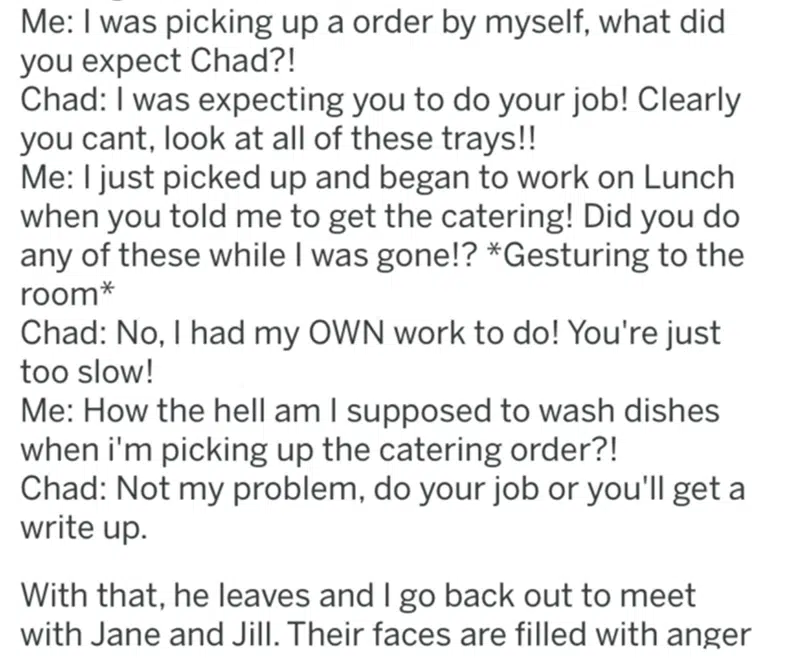 Me: I was picking up a order by myself, what did
you expect Chad?!
Chad: I was expecting you to do your job! Clearly
you cant, look at all of these trays!!
Me: I just picked up and began to work on Lunch
when you told me to get the catering! Did you do
any of these while I was gone!? *Gesturing to the
room*
Chad: No, I had my OWN work to do! You're just
too slow!
Me: How the hell am I supposed to wash dishes
when i'm picking up the catering order?!
Chad: Not my problem, do your job or you'll get a
write up.
With that, he leaves and I go back out to meet
with Jane and Jill. Their faces are filled with anger